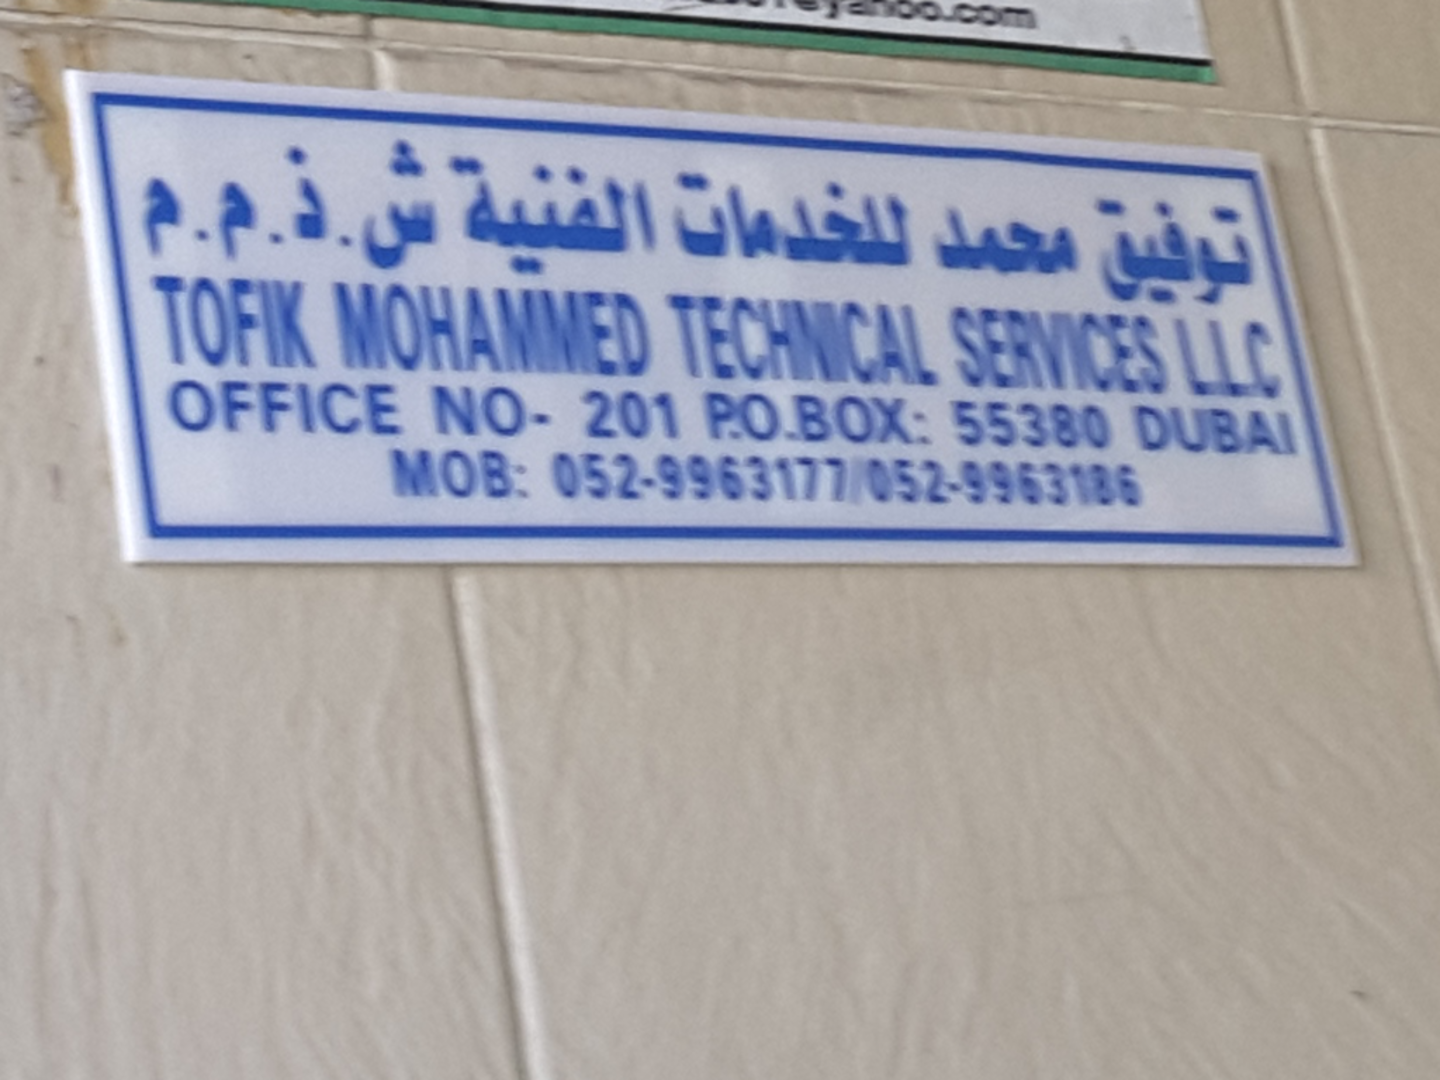 توفيق محمد للخدمات الفنية ش.ذ.م.م
TOFIK MOHAMMED TECHNICAL SERVICES L.L.C
OFFICE NO- 201 P.O.BOX: 55380 DUBAI
MOB: 052-9963177/052-9963186